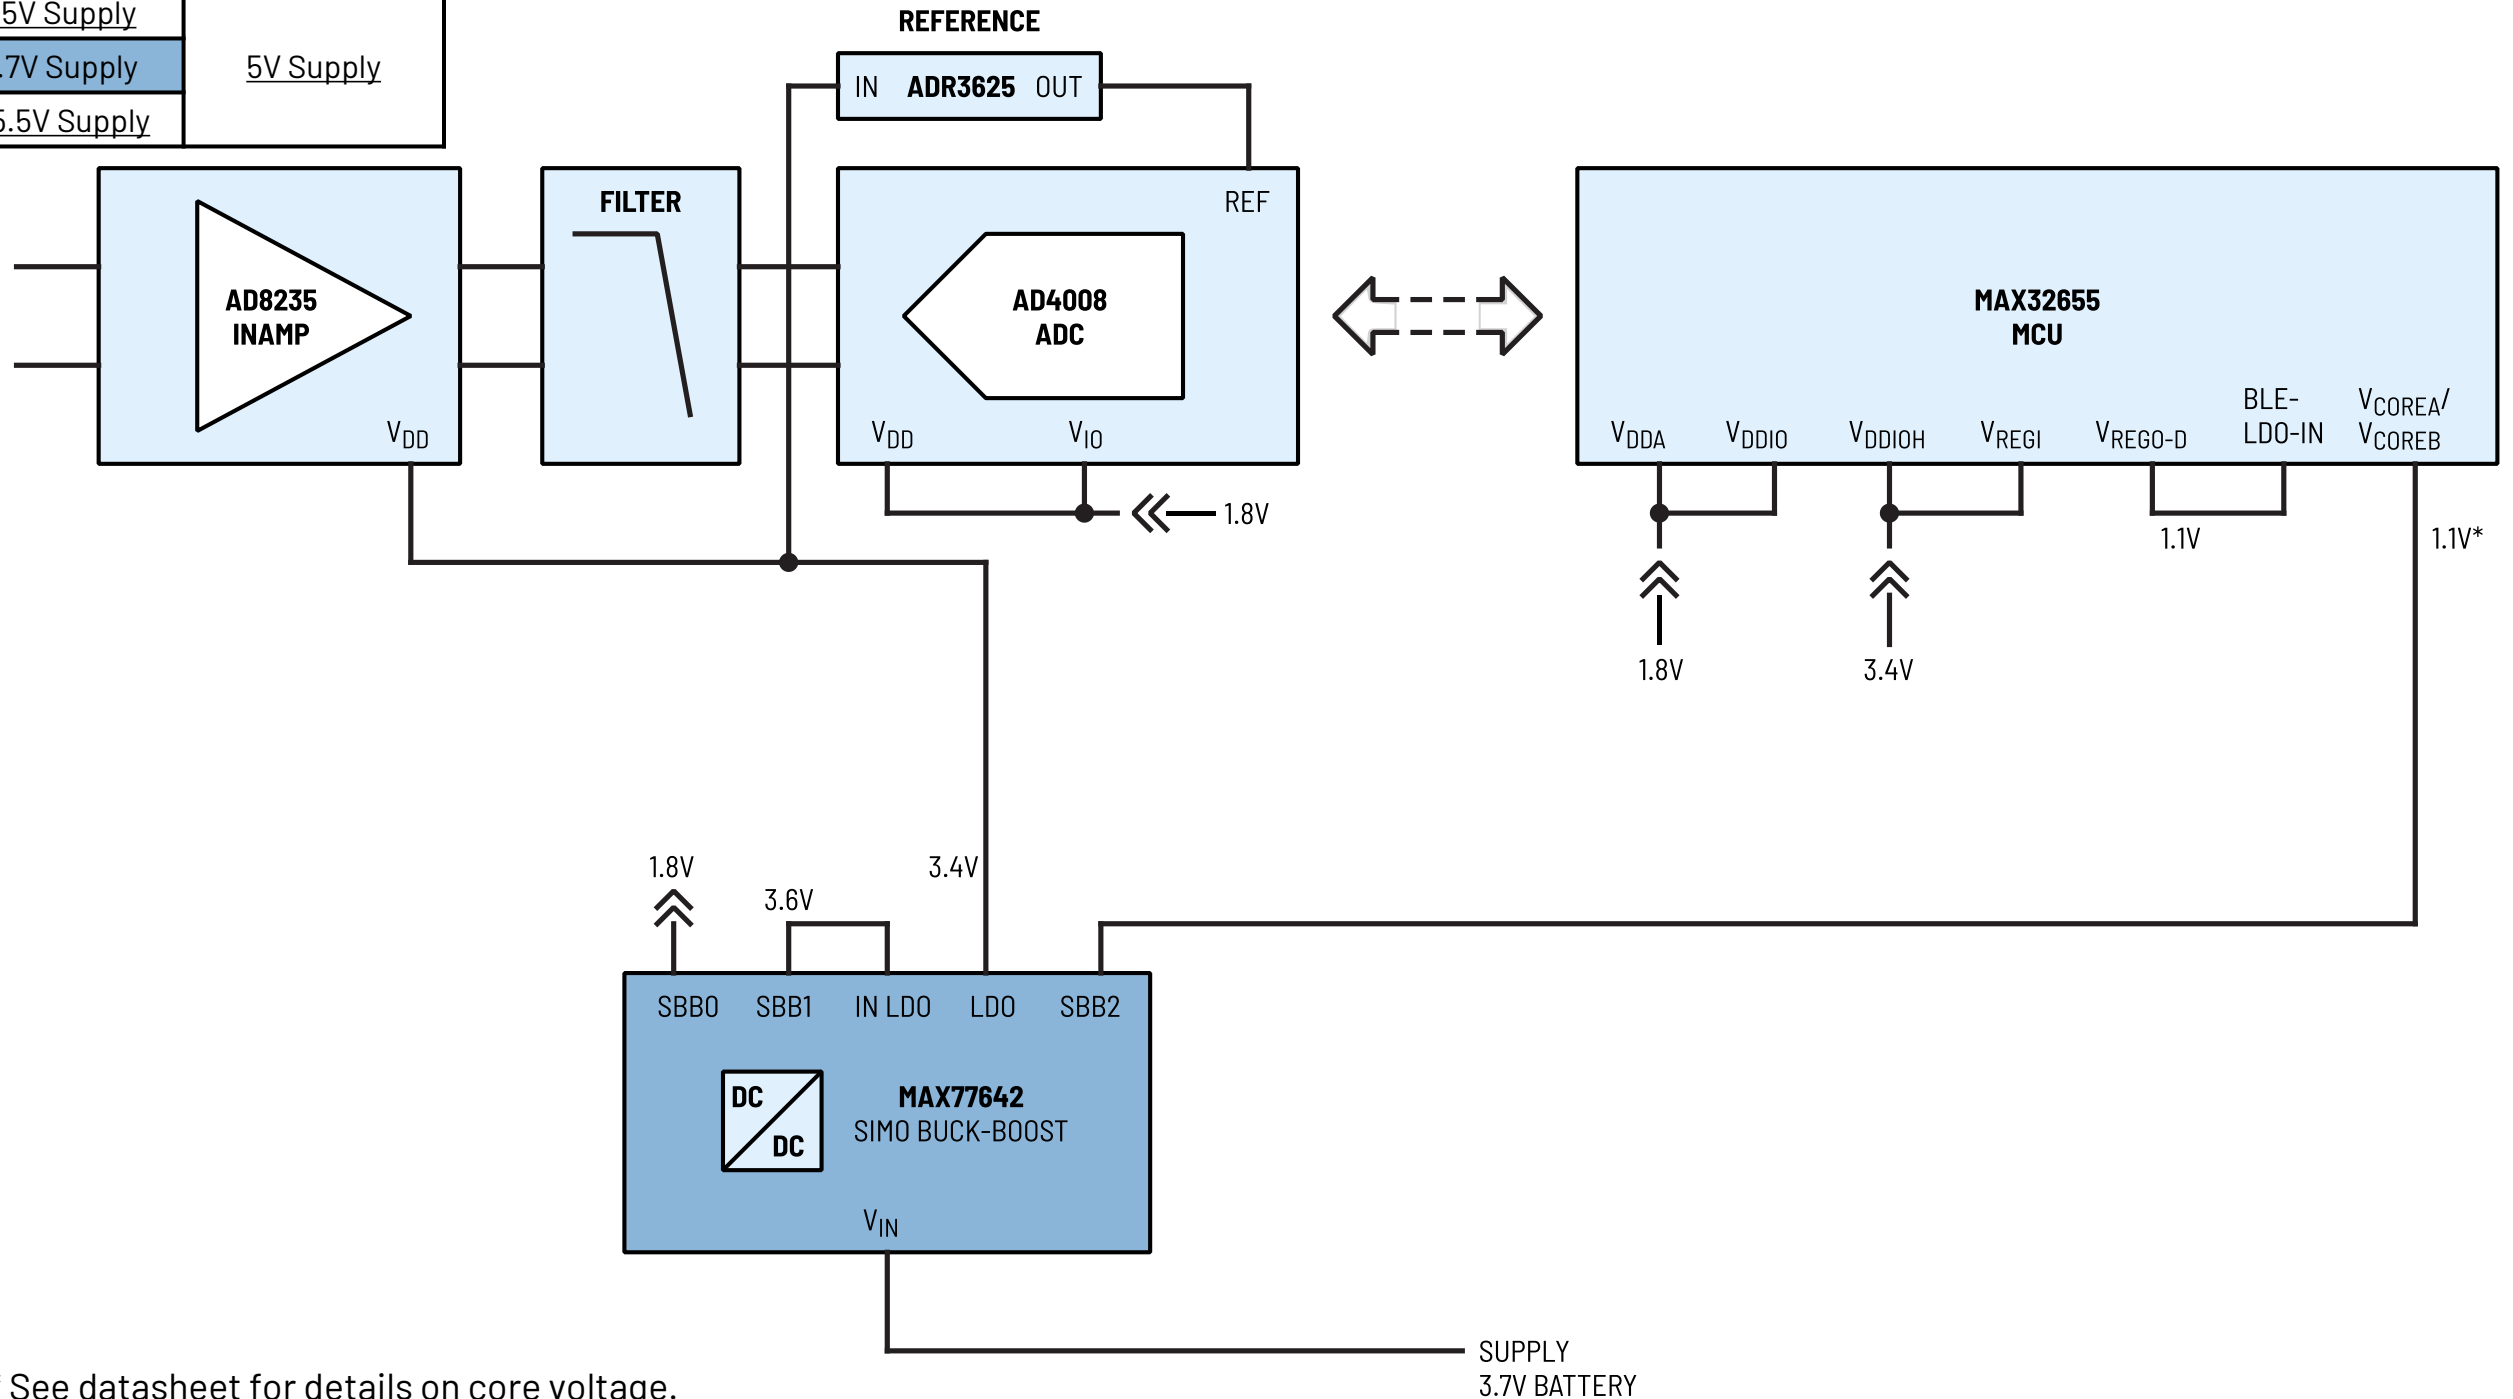 5V Supply
.7V Supply
5V Supply
5.5V Supply
REFERENCE
IN ADR3625 OUT
FILTER
REF
AD8235
INAMP
AD4008
ADC
MAX32655
MCU
VDD
VDD
VIO
VDDA
VDDIO
VDDIOH
VREGI
VREGO-D
BLE-
LDO-IN
VCOREA/
VCOREB
1.8V
1.1V
1.1V*
1.8V
3.4V
1.8V
3.6V
3.4V
SBB0 SBB1 IN LDO LDO SBB2
DC
DC
MAX77642
SIMO BUCK-BOOST
VIN
SUPPLY
3.7V BATTERY
* See datasheet for details on core voltage.